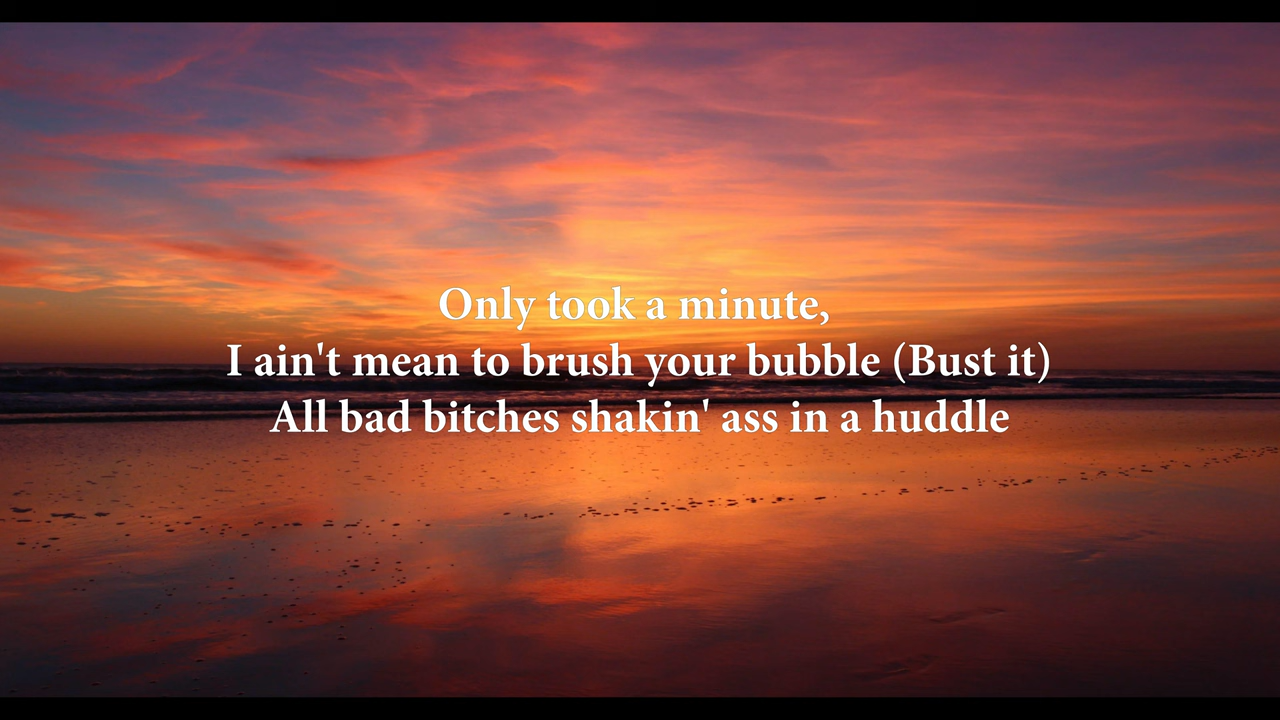 Only took a minute,
I ain't mean to brush your bubble (Bust it)
All bad bitches shakin' ass in a huddle